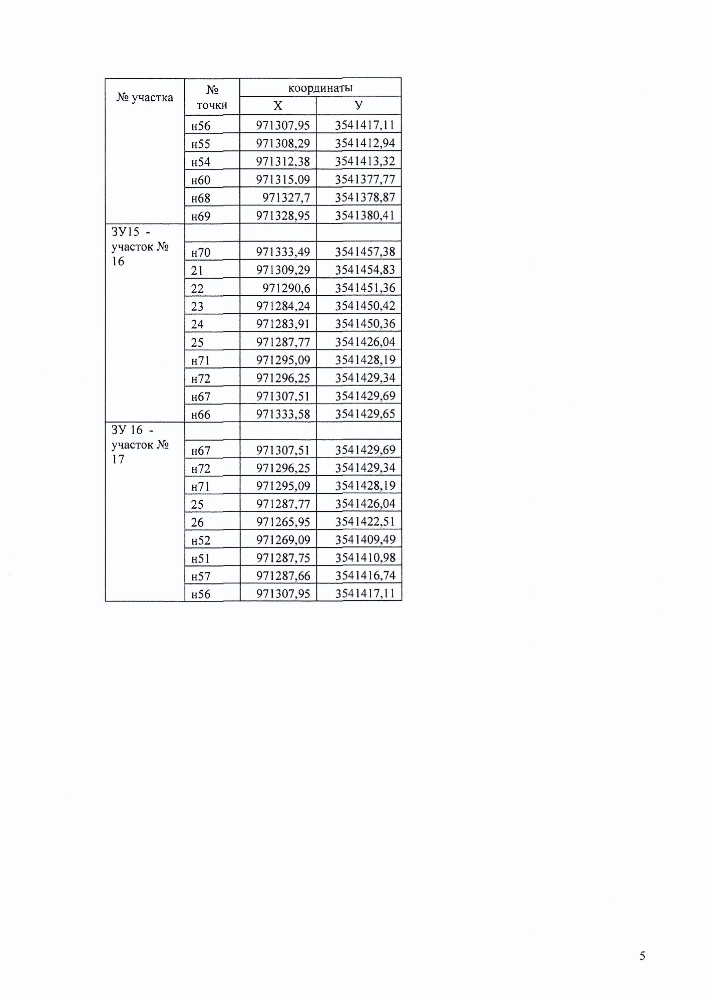 № участка № точки координаты
Х У
н56 971307,95 3541417,11
н55 971308,29 3541412,94
н54 971312,38 3541413,32
н60 971315,09 3541377,77
н68 971327,7 3541378,87
н69 971328,95 3541380,41
ЗУ15 -
участок №
16
н70 971333,49 3541457,38
21 971309,29 3541454,83
22 971290,6 3541451,36
23 971284,24 3541450,42
24 971283,91 3541450,36
25 971287,77 3541426,04
н71 971295,09 3541428,19
н72 971296,25 3541429,34
н67 971307,51 3541429,69
н66 971333,58 3541429,65
ЗУ 16 -
участок №
17
н67 971307,51 3541429,69
н72 971296,25 3541429,34
н71 971295,09 3541428,19
25 971287,77 3541426,04
26 971265,95 3541422,51
н52 971269,09 3541409,49
н51 971287,75 3541410,98
н57 971287,66 3541416,74
н56 971307,95 3541417,11
5